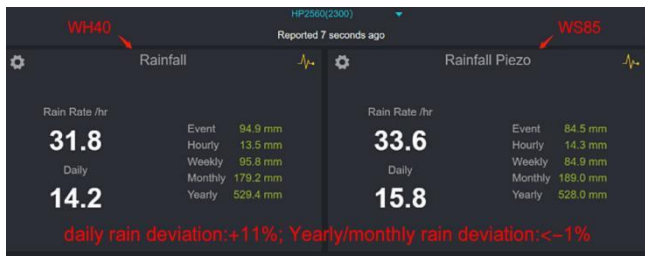 HP2560(2300)
WH40
WS85
Reported 7 seconds ago
Rainfall
Rain Rate /hr
31.8
Daily
14.2
Event 94.9 mm
Hourly 13.5 mm
Weekly 95.8 mm
Monthly 179.2 mm
Yearly 529.4 mm
Rainfall Piezo
Rain Rate /hr
33.6
Daily
15.8
Event 84.5 mm
Hourly 14.3 mm
Weekly 84.9 mm
Monthly 189.0 mm
Yearly 528.0 mm
daily rain deviation:+11%; Yearly/monthly rain deviation:<–1%